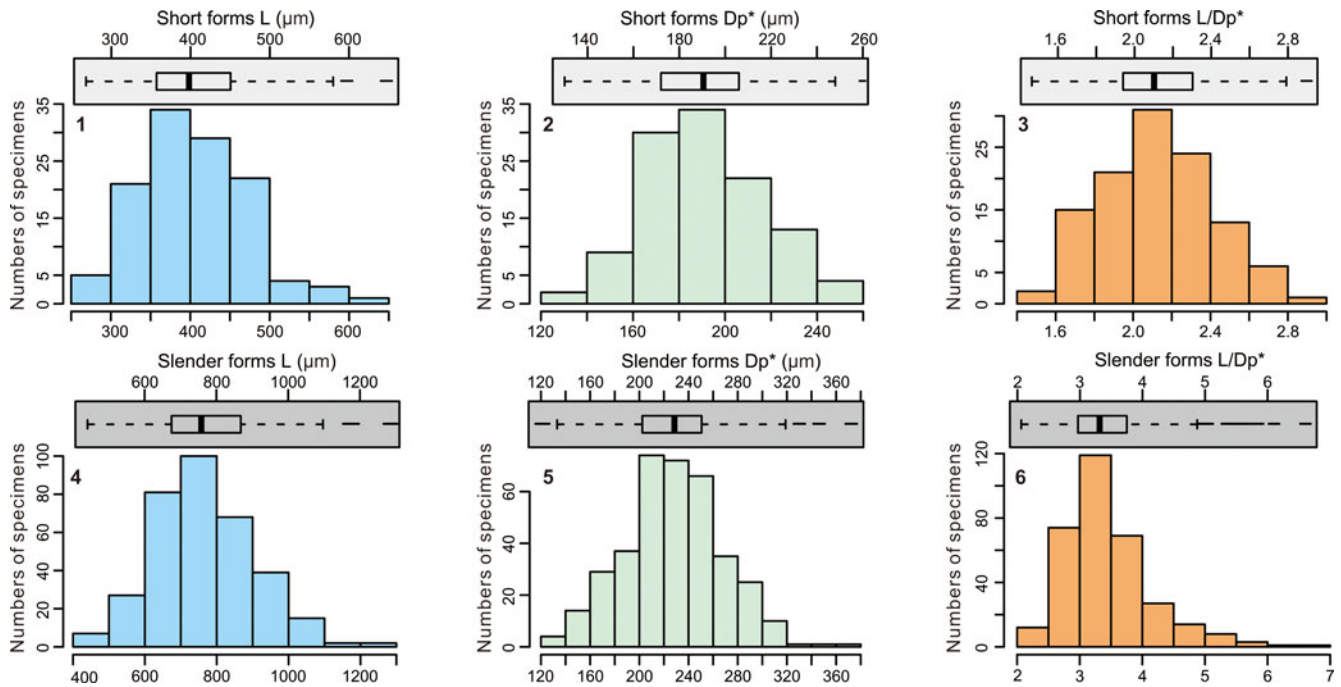 Short forms L (µm)
300 400 500 600
Numbers of specimens
0 5 15 25 35
1
300 400 500 600
Short forms Dp* (µm)
140 180 220 260
Numbers of specimens
0 5 15 25 35
2
120 160 200 240
Short forms L/Dp*
1.6 2.0 2.3 2.8
Numbers of specimens
0 5 15 25
3
1.6 2.0 2.4 2.8
Slender forms L (µm)
600 800 1000 1200
Numbers of specimens
0 20 40 60 80 100
4
400 600 800 1000 1200
Slender forms Dp* (µm)
120 160 200 240 280 320 360
Numbers of specimens
0 20 40 60
5
120 160 200 240 280 320 360
Slender forms L/Dp*
2 3 4 5 6
Numbers of specimens
0 40 80 120
6
2 3 4 5 6 7